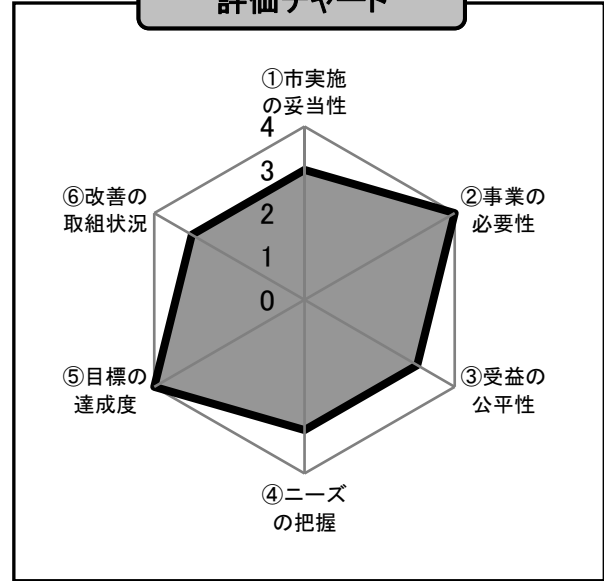 評価チャート
①市実施
の妥当性
4
3
2
1
0
②事業の
必要性
③受益の
公平性
④ニーズ
の把握
⑤目標の
達成度
⑥改善の
取組状況